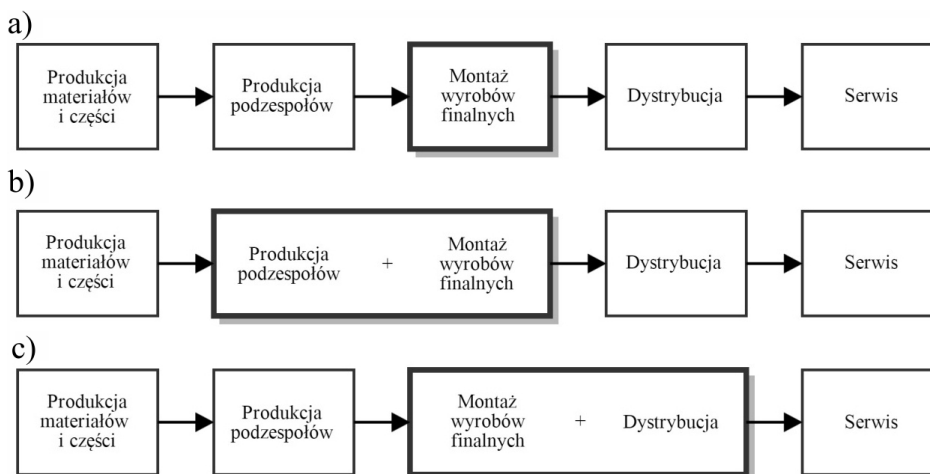 a)
Produkcja
materiałów
i części
Produkcja
podzespołów
Montaż
wyrobów
finalnych
Dystrybucja
Serwis
b)
Produkcja
materiałów
i części
Produkcja
podzespołów
+
Montaż
wyrobów
finalnych
Dystrybucja
Serwis
c)
Produkcja
materiałów
i części
Produkcja
podzespołów
Montaż
wyrobów
finalnych
+
Dystrybucja
Serwis